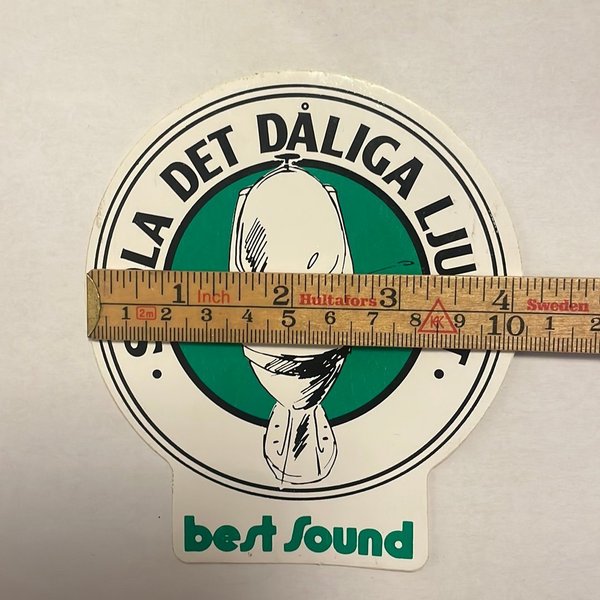 LA DET DÅLIGA LJU
1 Inch 2 Hultafors 3 4 Sweden
1 2m 2 3 4 5 6 7 8 9 10 1 2
best Sound